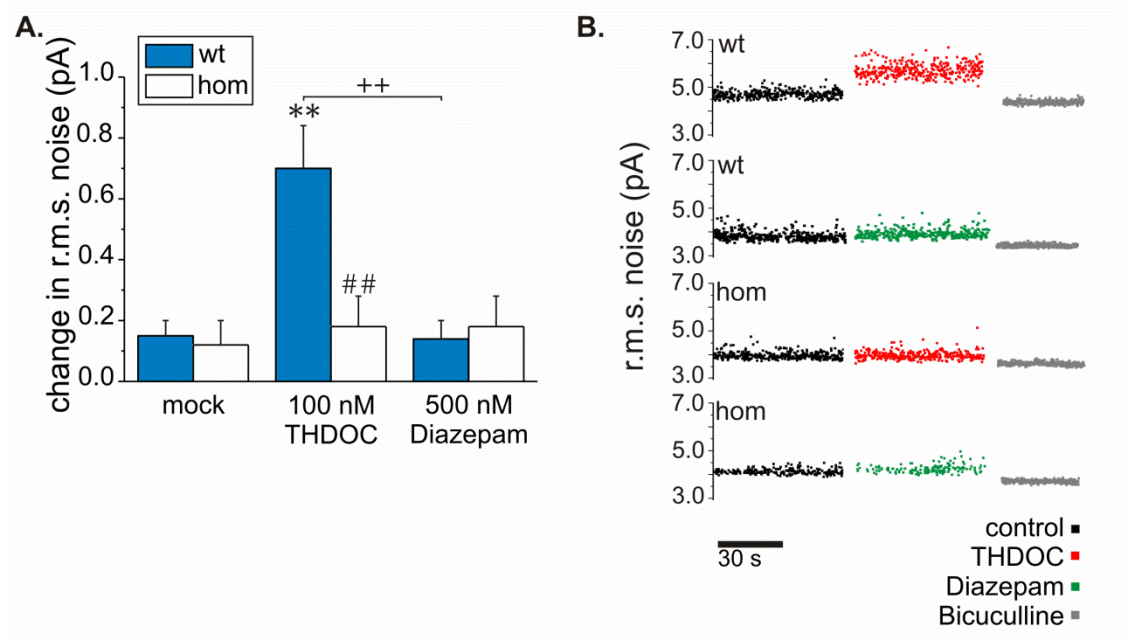 A.
wt
hom
change in r.m.s. noise (pA)
1.0
0.8
0.6
0.4
0.2
0.0
**
++
##
mock
100 nM
THDOC
500 nM
Diazepam
B.
r.m.s. noise (pA)
wt
7.0
5.0
3.0
wt
7.0
5.0
3.0
hom
7.0
5.0
3.0
hom
7.0
5.0
3.0
30 s
control
THDOC
Diazepam
Bicuculline